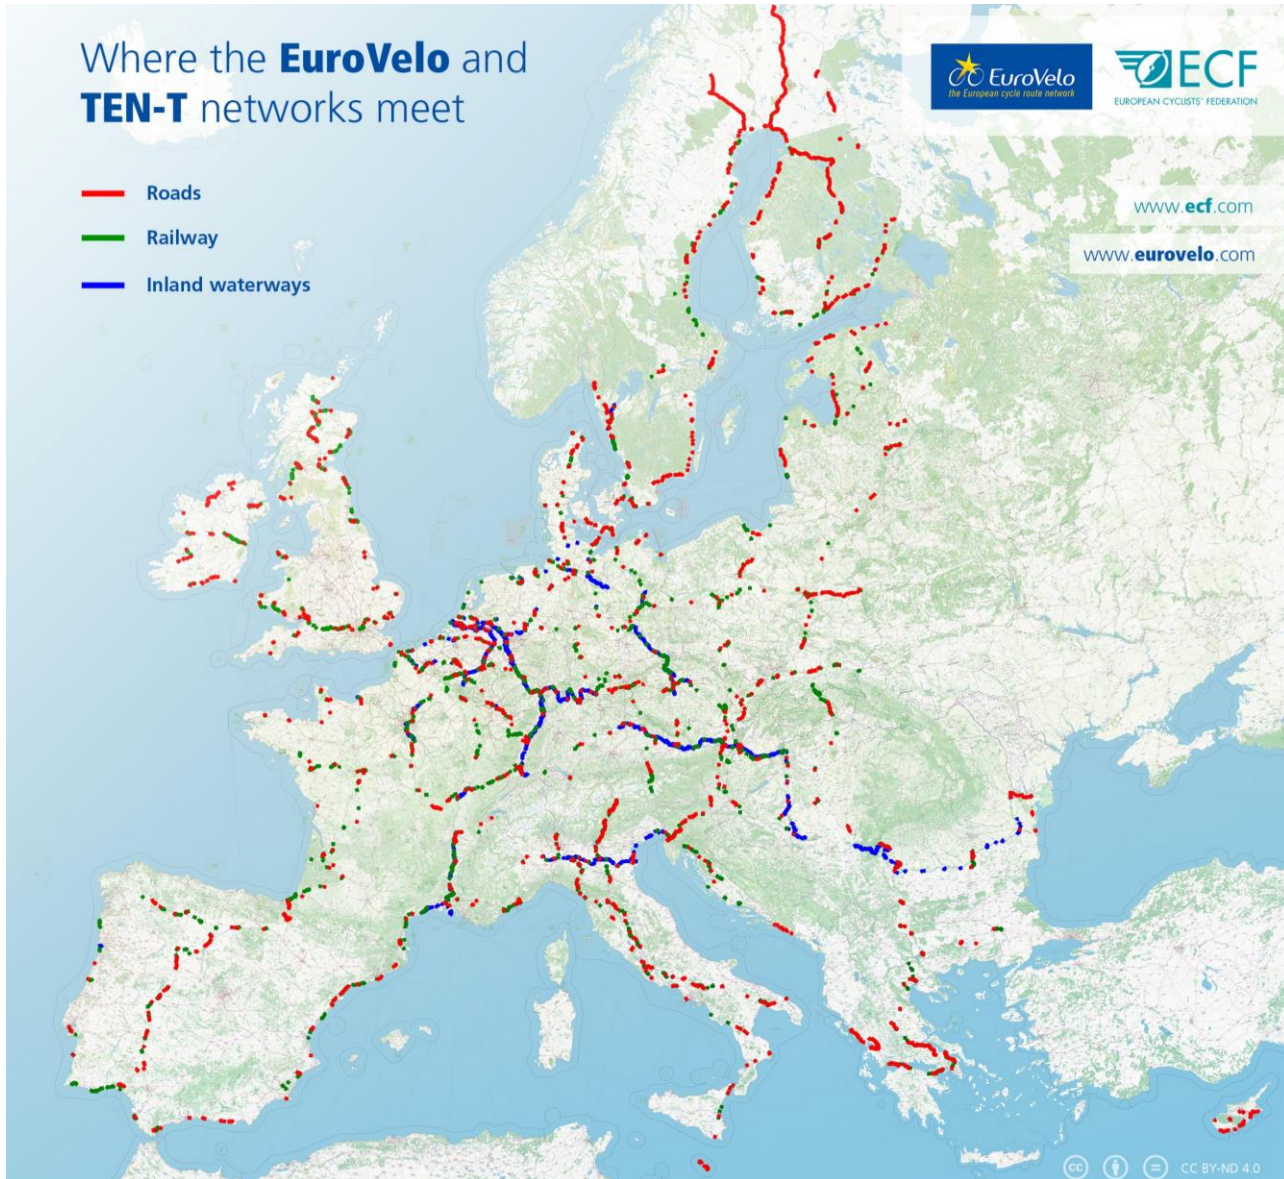 Where the EuroVelo and
TEN-T networks meet
EuroVelo
the European cycle route network
ECF
EUROPEAN CYCLISTS' FEDERATION
Roads
Railway
Inland waterways
www.ecf.com
www.eurovelo.com
cc
CC BY-ND 4.0